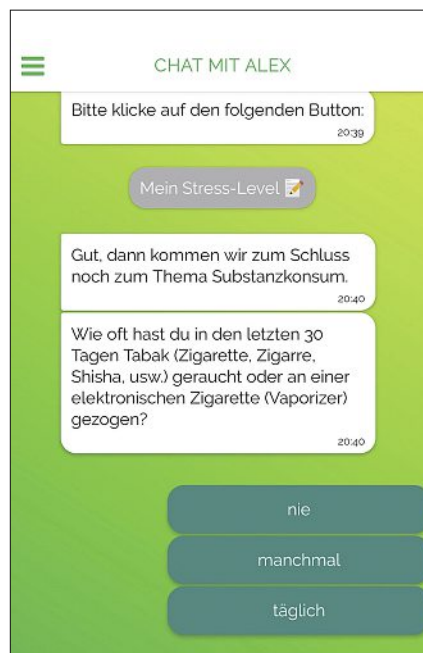 CHAT MIT ALEX
Bitte klicke auf den folgenden Button:
20:39
Mein Stress-Level 📝
Gut, dann kommen wir zum Schluss
noch zum Thema Substanzkonsum.
20:40
Wie oft hast du in den letzten 30
Tagen Tabak (Zigarette, Zigarre,
Shisha, usw.) geraucht oder an einer
elektronischen Zigarette (Vaporizer)
gezogen?
20:40
nie
manchmal
täglich